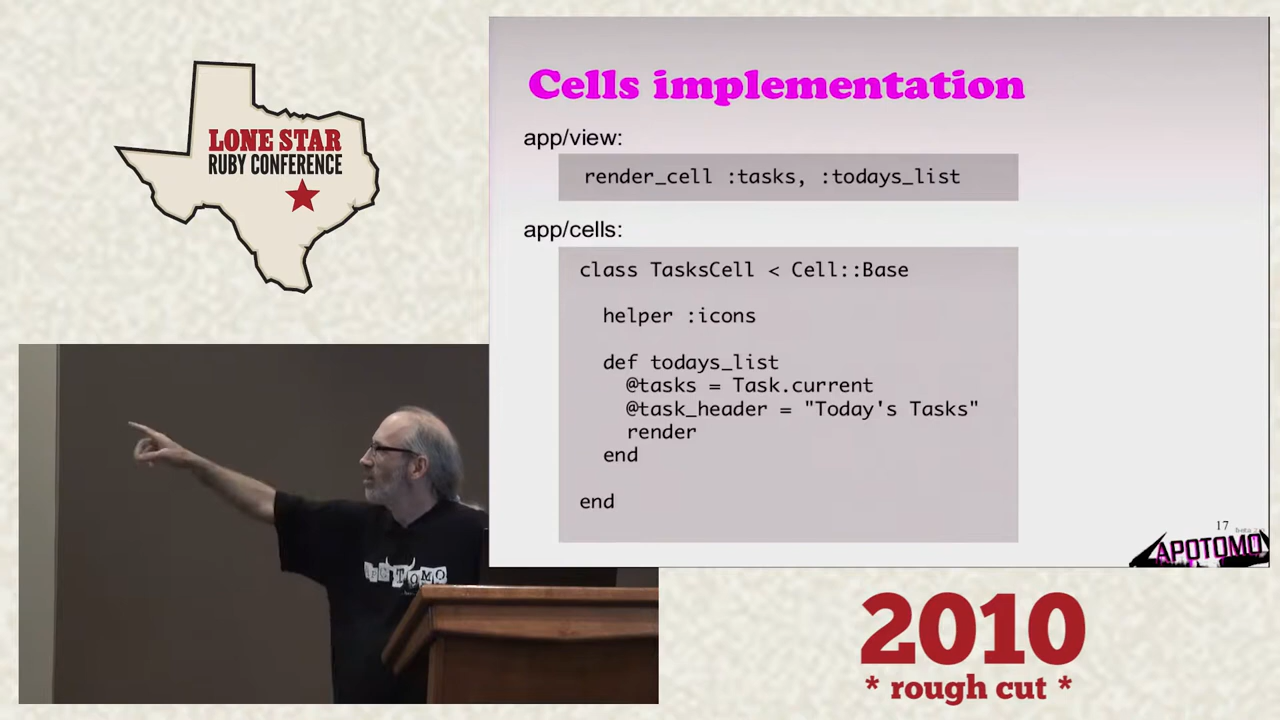 LONE STAR
RUBY CONFERENCE
Cells implementation
app/view:
render_cell :tasks, :todays_list
app/cells:
class TasksCell < Cell::Base
helper :icons
def todays_list
@tasks = Task.current
@task_header = "Today's Tasks"
render
end
end
17
APOTOMO
APOTOMO
2010
* rough cut *